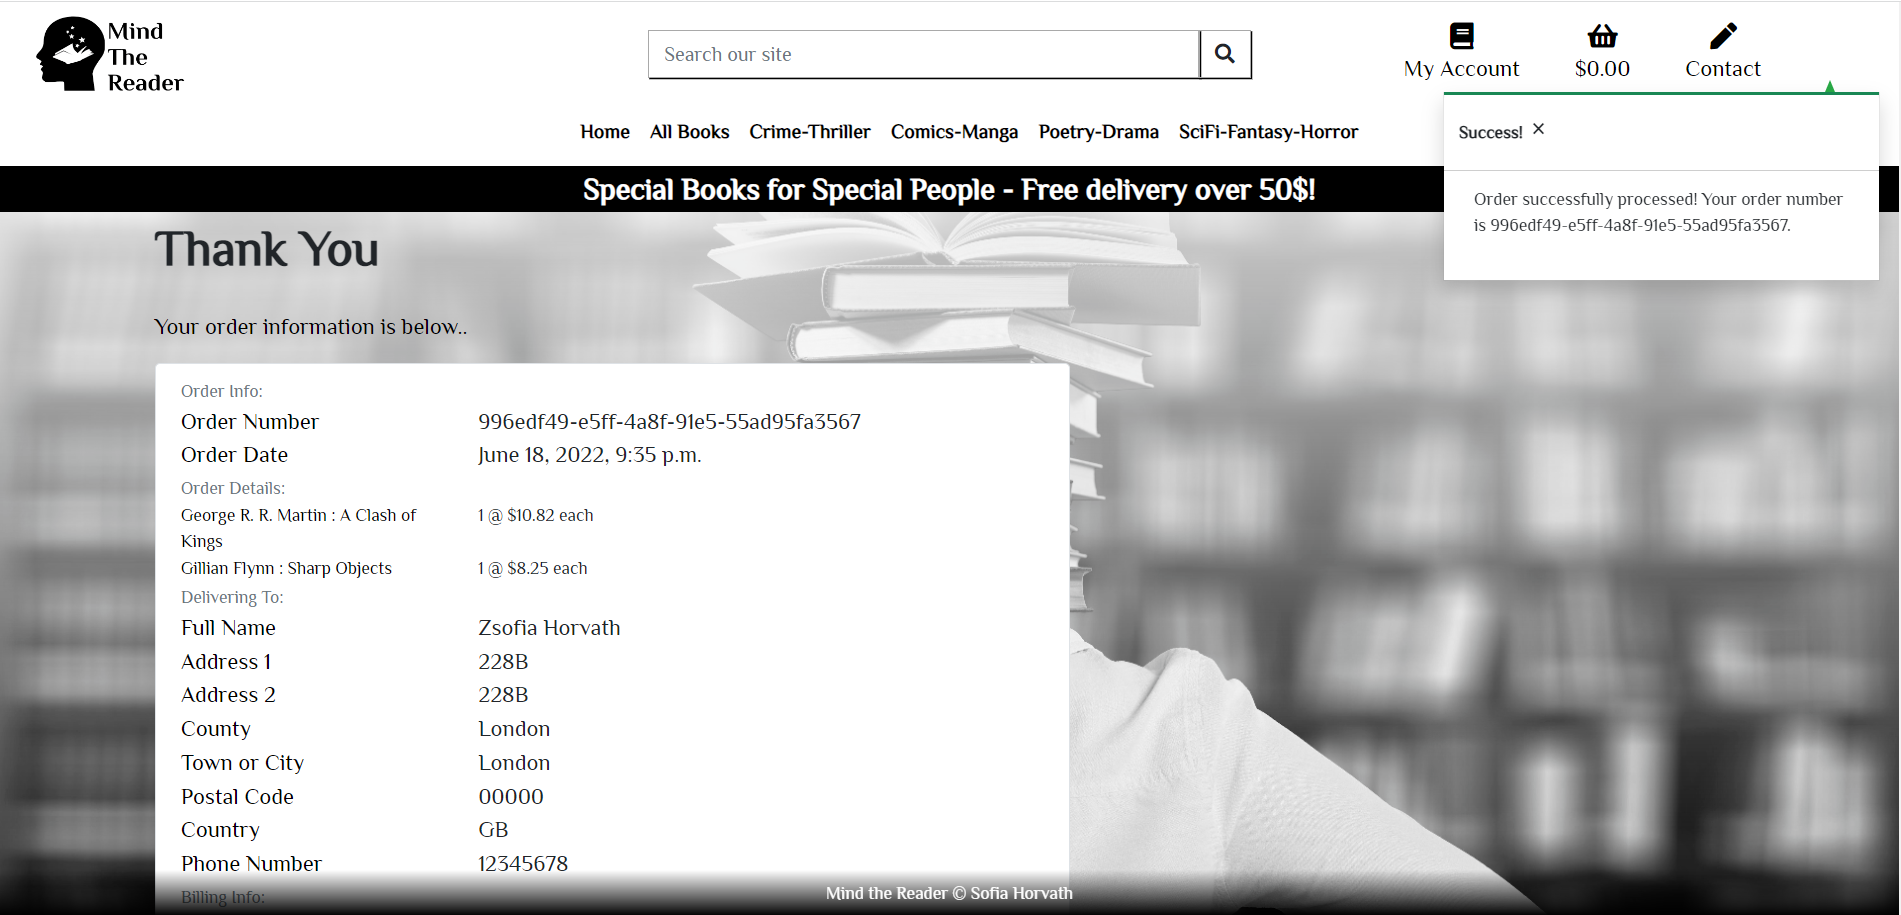 Mind
The
Reader
Search our site
My Account
$0.00
Contact
Home All Books Crime-Thriller Comics-Manga Poetry-Drama SciFi-Fantasy-Horror
Success! ×
Special Books for Special People - Free delivery over 50$!
Order successfully processed! Your order number
is 996edf49-e5ff-4a8f-91e5-55ad95fa3567.
Thank You
Your order information is below..
Order Info:
Order Number 996edf49-e5ff-4a8f-91e5-55ad95fa3567
Order Date June 18, 2022, 9:35 p.m.
Order Details:
George R. R. Martin : A Clash of 1 @ $10.82 each
Kings
Gillian Flynn : Sharp Objects 1 @ $8.25 each
Delivering To:
Full Name Zsofia Horvath
Address 1 228B
Address 2 228B
County London
Town or City London
Postal Code 00000
Country GB
Phone Number 12345678
Billing Info:
Mind the Reader © Sofia Horvath